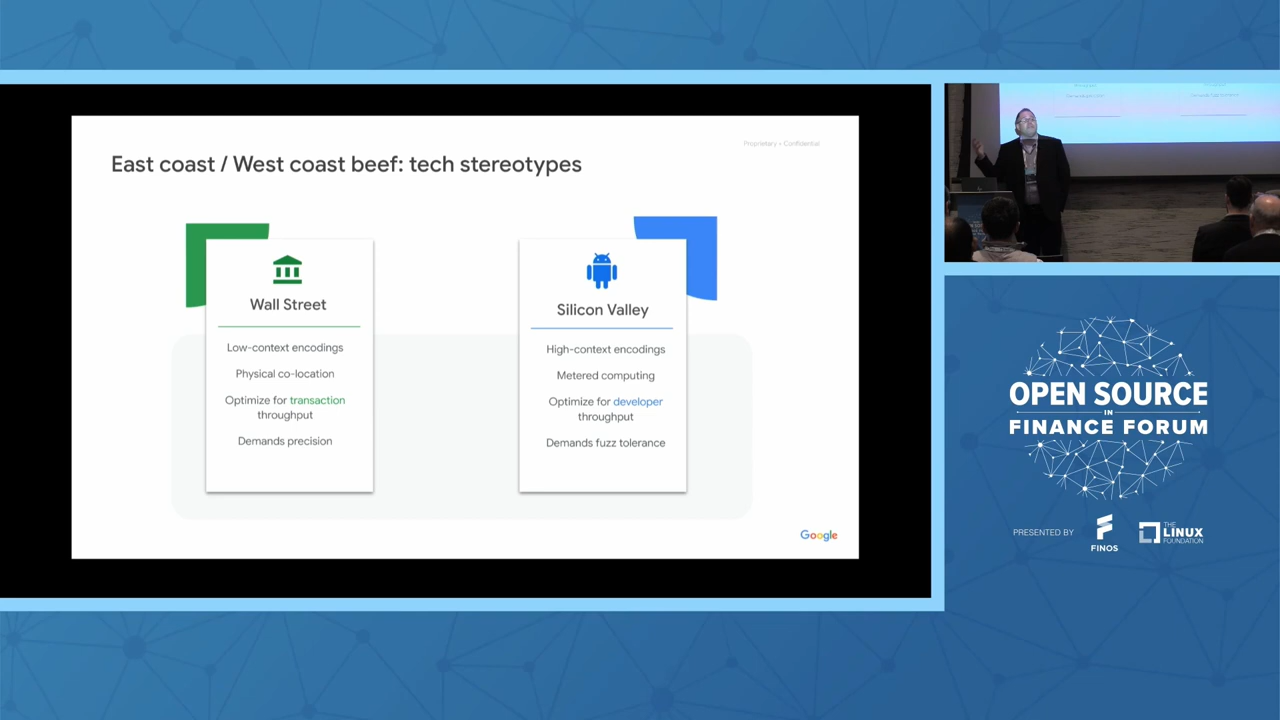 Proprietary + Confidential
East coast / West coast beef: tech stereotypes
Wall Street
Low-context encodings
Physical co-location
Optimize for transaction
throughput
Demands precision
Silicon Valley
High-context encodings
Metered computing
Optimize for developer
throughput
Demands fuzz tolerance
Google
OPEN SOURCE
IN
FINANCE FORUM
PRESENTED BY
FINOS
THE
LINUX
FOUNDATION